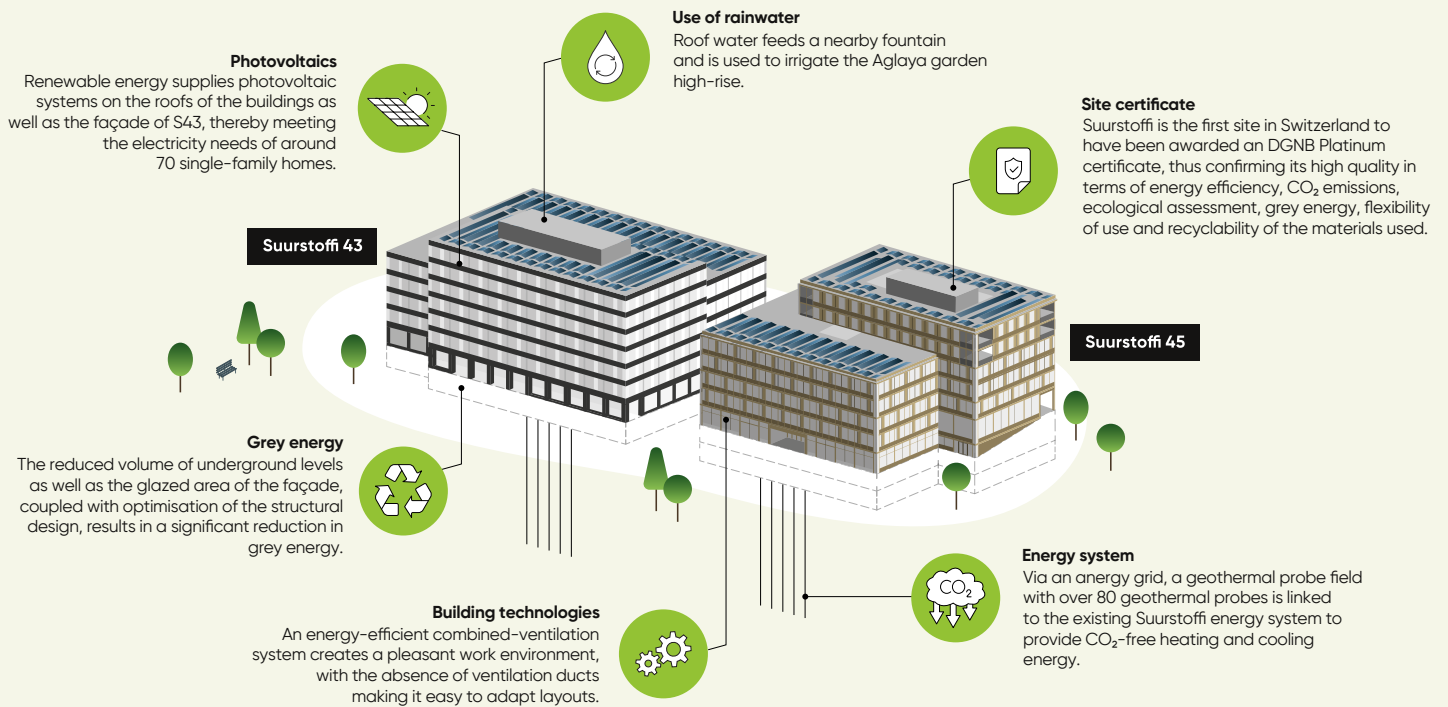 Use of rainwater
Roof water feeds a nearby fountain
and is used to irrigate the Aglaya garden
high-rise.
Photovoltaics
Renewable energy supplies photovoltaic
systems on the roofs of the buildings as
well as the façade of S43, thereby meeting
the electricity needs of around
70 single-family homes.
Site certificate
Suurstoffi is the first site in Switzerland to
have been awarded an DGNB Platinum
certificate, thus confirming its high quality in
terms of energy efficiency, CO₂ emissions,
ecological assessment, grey energy, flexibility
of use and recyclability of the materials used.
Suurstoffi 43
Suurstoffi 45
Grey energy
The reduced volume of underground levels
as well as the glazed area of the façade,
coupled with optimisation of the structural
design, results in a significant reduction in
grey energy.
Energy system
Via an anergy grid, a geothermal probe field
with over 80 geothermal probes is linked
to the existing Suurstoffi energy system to
provide CO₂-free heating and cooling
energy.
CO₂
Building technologies
An energy-efficient combined-ventilation
system creates a pleasant work environment,
with the absence of ventilation ducts
making it easy to adapt layouts.